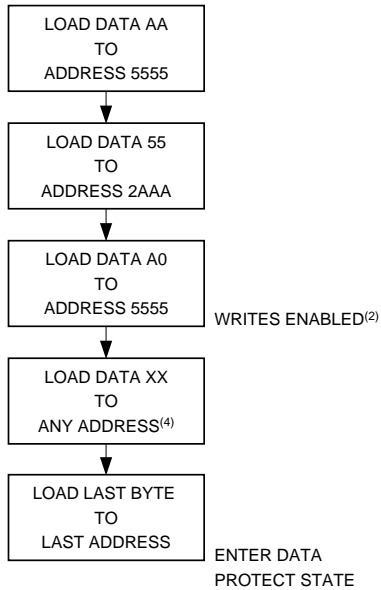 LOAD DATA AA
TO
ADDRESS 5555
LOAD DATA 55
TO
ADDRESS 2AAA
LOAD DATA A0
TO
ADDRESS 5555
WRITES ENABLED(2)
LOAD DATA XX
TO
ANY ADDRESS(4)
LOAD LAST BYTE
TO
LAST ADDRESS
ENTER DATA
PROTECT STATE